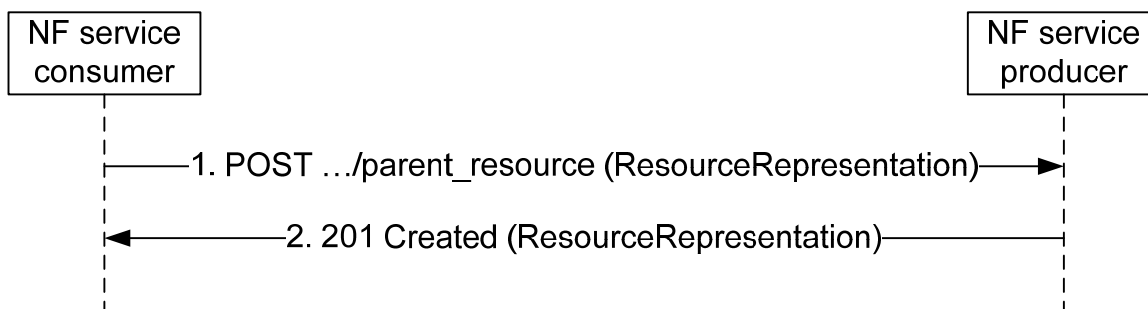 NF service
consumer
NF service
producer
1. POST …/parent_resource (ResourceRepresentation)
2. 201 Created (ResourceRepresentation)